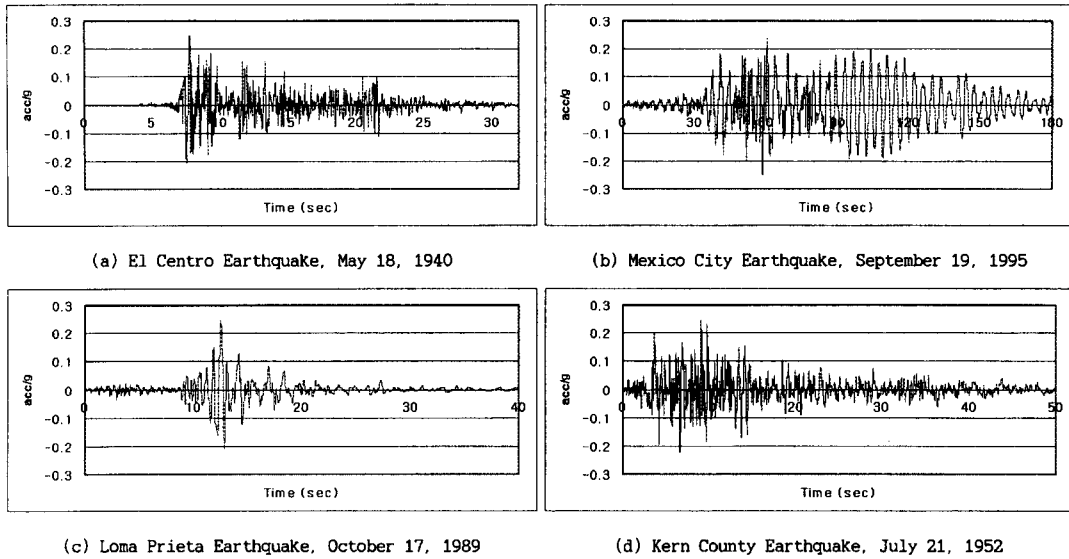 0.3
0.2
0.1
0
-0.1
-0.2
-0.3
acc/g
0 5 10 15 20 25 30
Time (sec)
(a) El Centro Earthquake, May 18, 1940
0.3
0.2
0.1
0
-0.1
-0.2
-0.3
acc/g
0 30 60 90 120 150 180
Time (sec)
(b) Mexico City Earthquake, September 19, 1995
0.3
0.2
0.1
0
-0.1
-0.2
-0.3
acc/g
0 10 20 30 40
Time (sec)
(c) Loma Prieta Earthquake, October 17, 1989
0.3
0.2
0.1
0
-0.1
-0.2
-0.3
acc/g
0 10 20 30 40 50
Time (sec)
(d) Kern County Earthquake, July 21, 1952